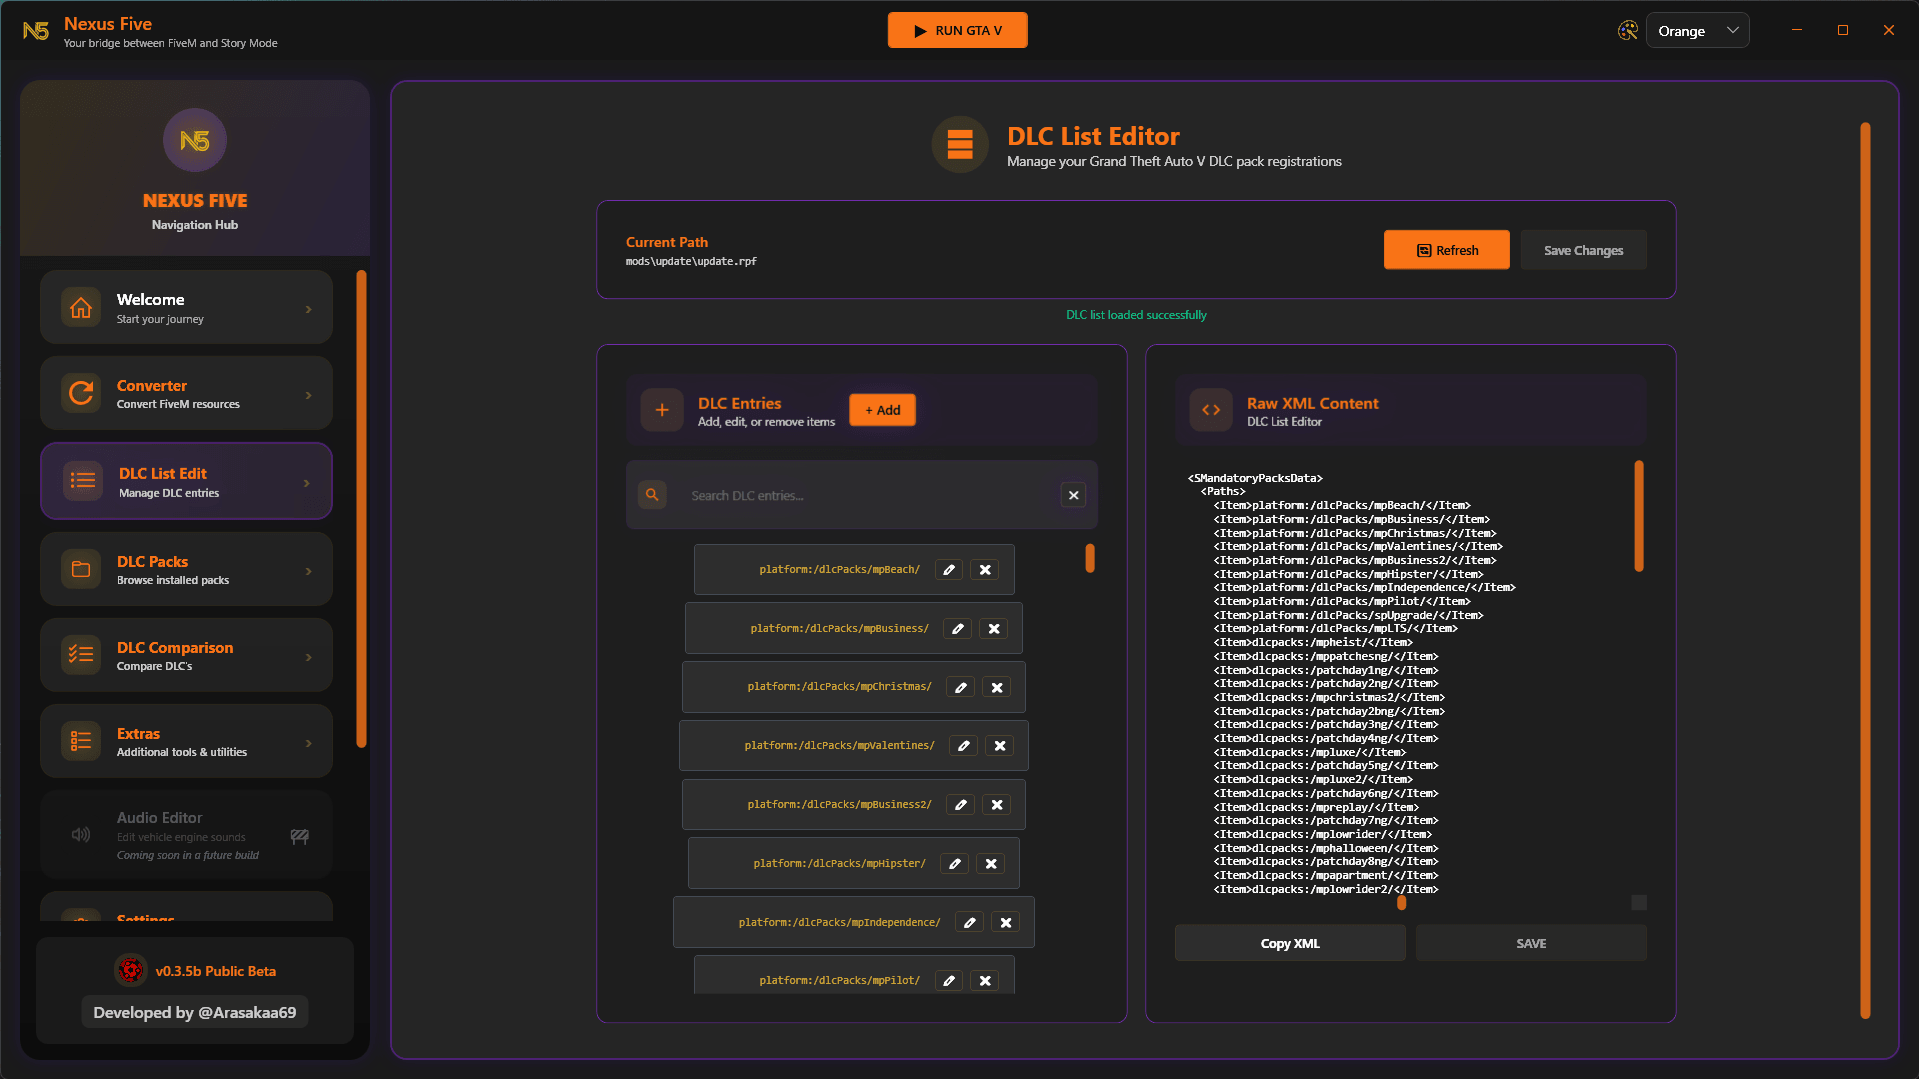 N5
Nexus Five
Your bridge between FiveM and Story Mode
▶ RUN GTA V
Orange
N5
NEXUS FIVE
Navigation Hub
Welcome
Start your journey
Converter
Convert FiveM resources
DLC List Edit
Manage DLC entries
DLC Packs
Browse installed packs
DLC Comparison
Compare DLC's
Extras
Additional tools & utilities
Audio Editor
Edit vehicle engine sounds
Coming soon in a future build
Settings
v0.3.5b Public Beta
Developed by @Arasakaa69
DLC List Editor
Manage your Grand Theft Auto V DLC pack registrations
Current Path
mods\update\update.rpf
Refresh
Save Changes
DLC list loaded successfully
DLC Entries
Add, edit, or remove items
+ Add
Search DLC entries...
platform:/dlcPacks/mpBeach/
platform:/dlcPacks/mpBusiness/
platform:/dlcPacks/mpChristmas/
platform:/dlcPacks/mpValentines/
platform:/dlcPacks/mpBusiness2/
platform:/dlcPacks/mpHipster/
platform:/dlcPacks/mpIndependence/
platform:/dlcPacks/mpPilot/
Raw XML Content
DLC List Editor
<SMandatoryPacksData>
<Paths>
<Item>platform:/dlcPacks/mpBeach/</Item>
<Item>platform:/dlcPacks/mpBusiness/</Item>
<Item>platform:/dlcPacks/mpChristmas/</Item>
<Item>platform:/dlcPacks/mpValentines/</Item>
<Item>platform:/dlcPacks/mpBusiness2/</Item>
<Item>platform:/dlcPacks/mpHipster/</Item>
<Item>platform:/dlcPacks/mpIndependence/</Item>
<Item>platform:/dlcPacks/mpPilot/</Item>
<Item>platform:/dlcPacks/spUpgrade/</Item>
<Item>platform:/dlcPacks/mpLTS/</Item>
<Item>dlcpacks:/mpheist/</Item>
<Item>dlcpacks:/mppatchesng/</Item>
<Item>dlcpacks:/patchday1ng/</Item>
<Item>dlcpacks:/patchday2ng/</Item>
<Item>dlcpacks:/mpchristmas2/</Item>
<Item>dlcpacks:/patchday2bng/</Item>
<Item>dlcpacks:/patchday3ng/</Item>
<Item>dlcpacks:/patchday4ng/</Item>
<Item>dlcpacks:/mpluxe/</Item>
<Item>dlcpacks:/patchday5ng/</Item>
<Item>dlcpacks:/mpluxe2/</Item>
<Item>dlcpacks:/patchday6ng/</Item>
<Item>dlcpacks:/mpreplay/</Item>
<Item>dlcpacks:/patchday7ng/</Item>
<Item>dlcpacks:/mplowrider/</Item>
<Item>dlcpacks:/mphalloween/</Item>
<Item>dlcpacks:/patchday8ng/</Item>
<Item>dlcpacks:/mpapartment/</Item>
<Item>dlcpacks:/mplowrider2/</Item>
Copy XML
SAVE